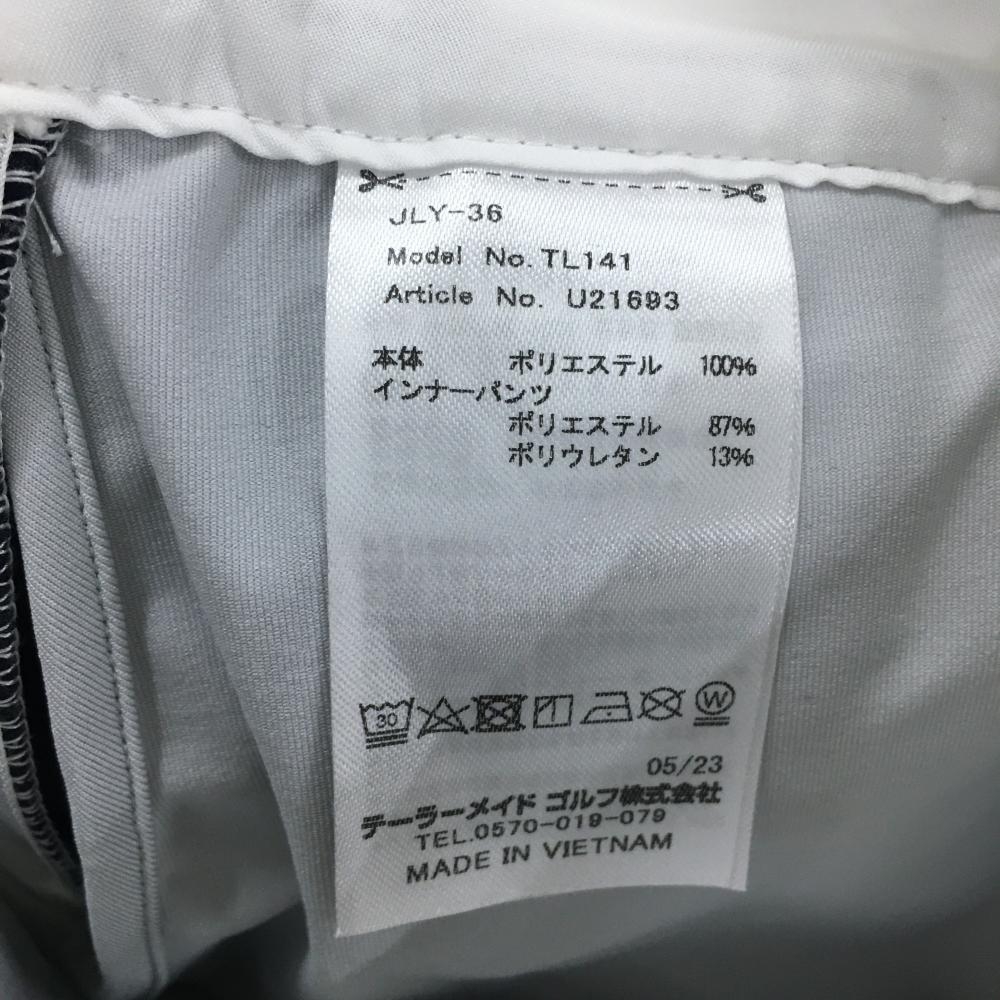 JLY-36
Model No. TL141
Article No. U21693
本体 ポリエステル 100%
インナーパンツ
ポリエステル 87%
ポリウレタン 13%
30
W
05/23
テーラーメイド ゴルフ株式会社
TEL.0570-019-079
MADE IN VIETNAM